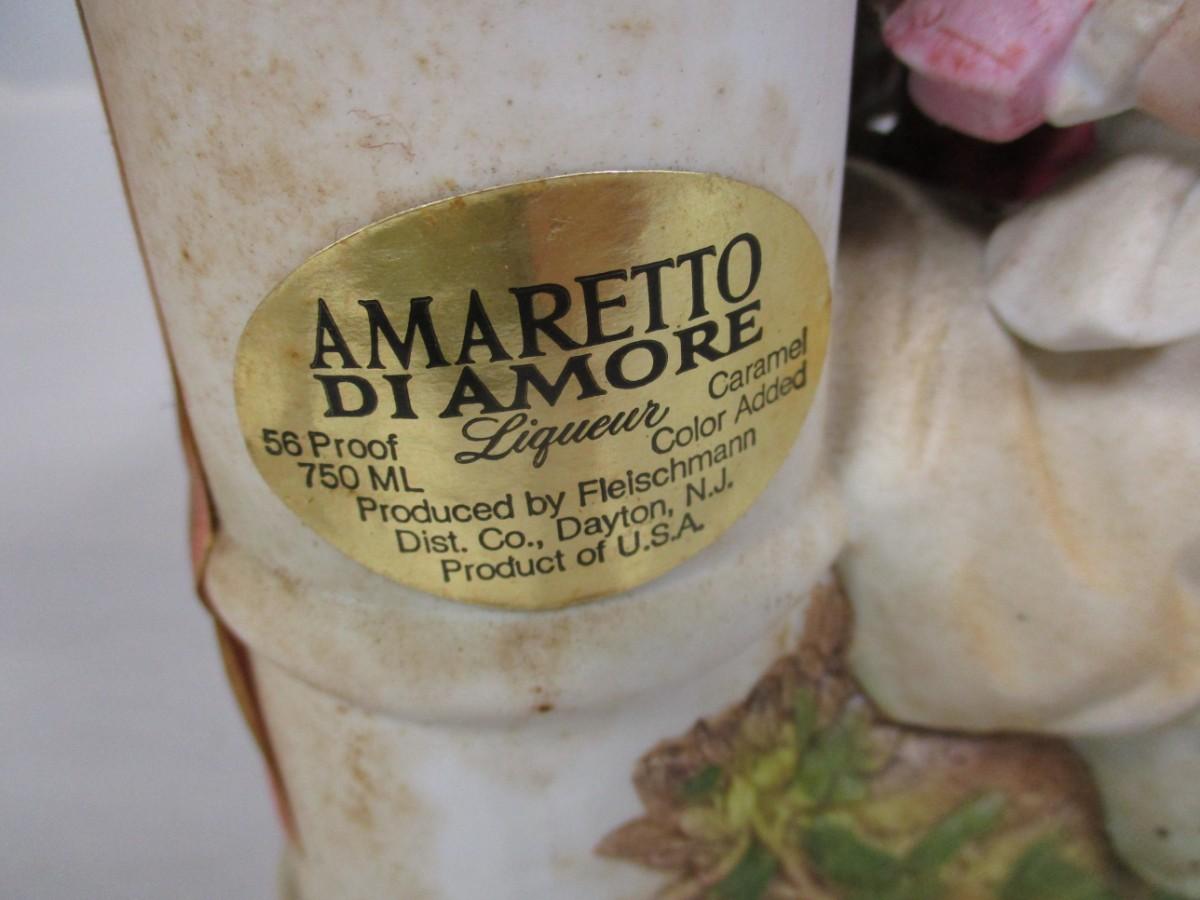 AMARETTO
DI AMORE
Liqueur
56 Proof
750 ML
Caramel
Color Added
Produced by Fleischmann
Dist. Co., Dayton, N.J.
Product of U.S.A.